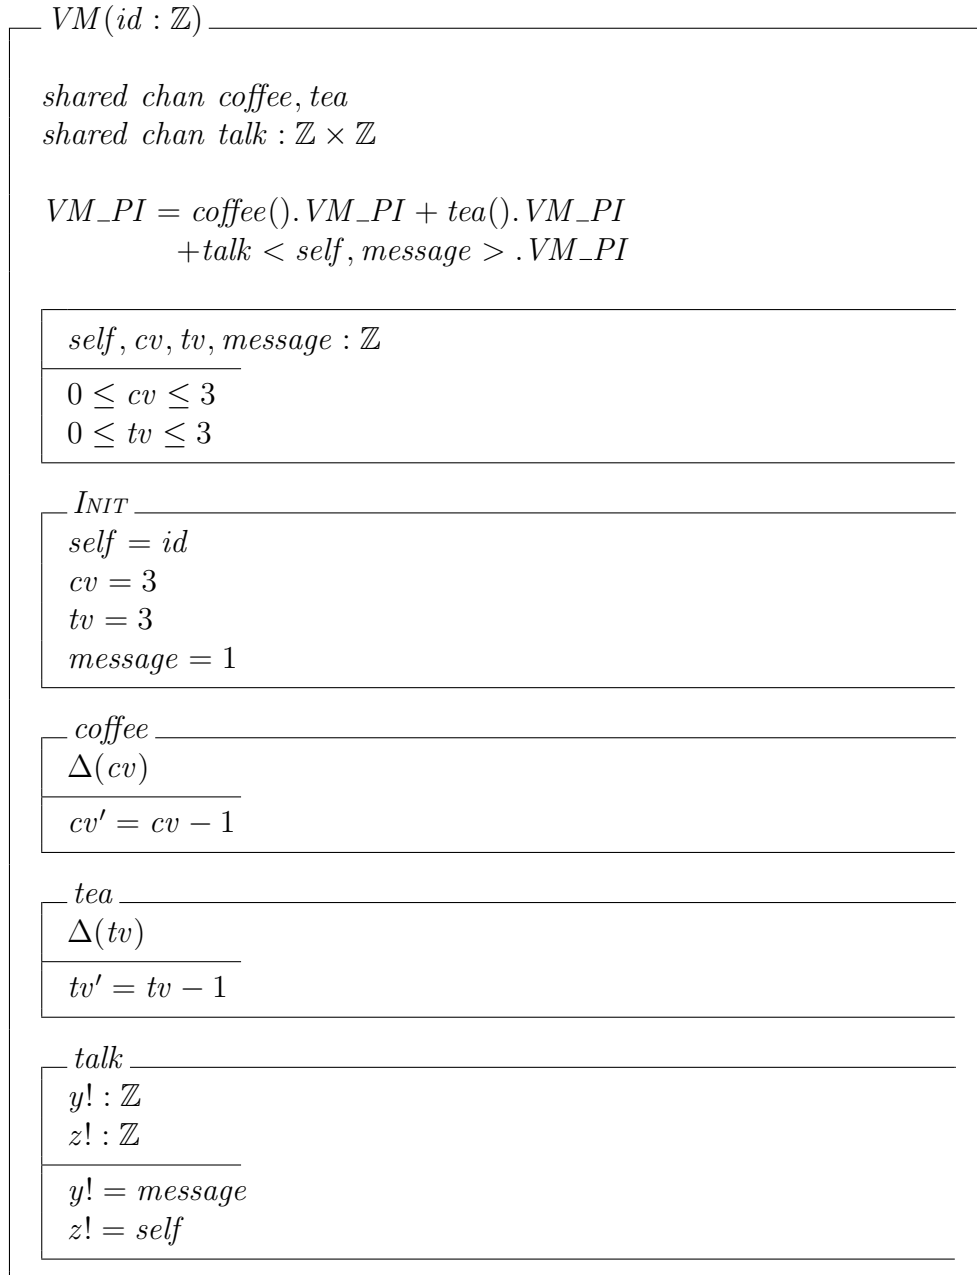 VM(id : ℤ)
shared chan coffee, tea
shared chan talk : ℤ × ℤ
VM_PI = coffee().VM_PI + tea().VM_PI
+talk < self, message > .VM_PI
self, cv, tv, message : ℤ
0 ≤ cv ≤ 3
0 ≤ tv ≤ 3
INIT
self = id
cv = 3
tv = 3
message = 1
coffee
Δ(cv)
cv′ = cv − 1
tea
Δ(tv)
tv′ = tv − 1
talk
y! : ℤ
z! : ℤ
y! = message
z! = self